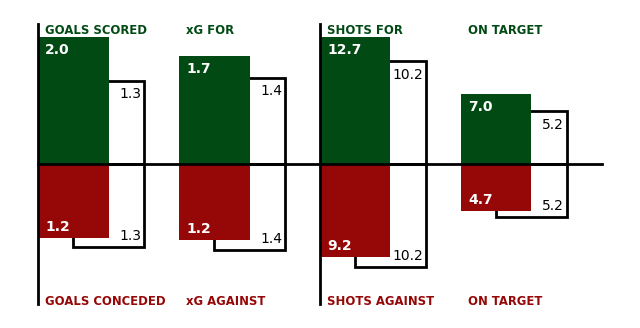 GOALS SCORED xG FOR SHOTS FOR ON TARGET
2.0 1.3 1.7 1.4 12.7 10.2 7.0 5.2
1.2 1.3 1.2 1.4 9.2 10.2 4.7 5.2
GOALS CONCEDED xG AGAINST SHOTS AGAINST ON TARGET